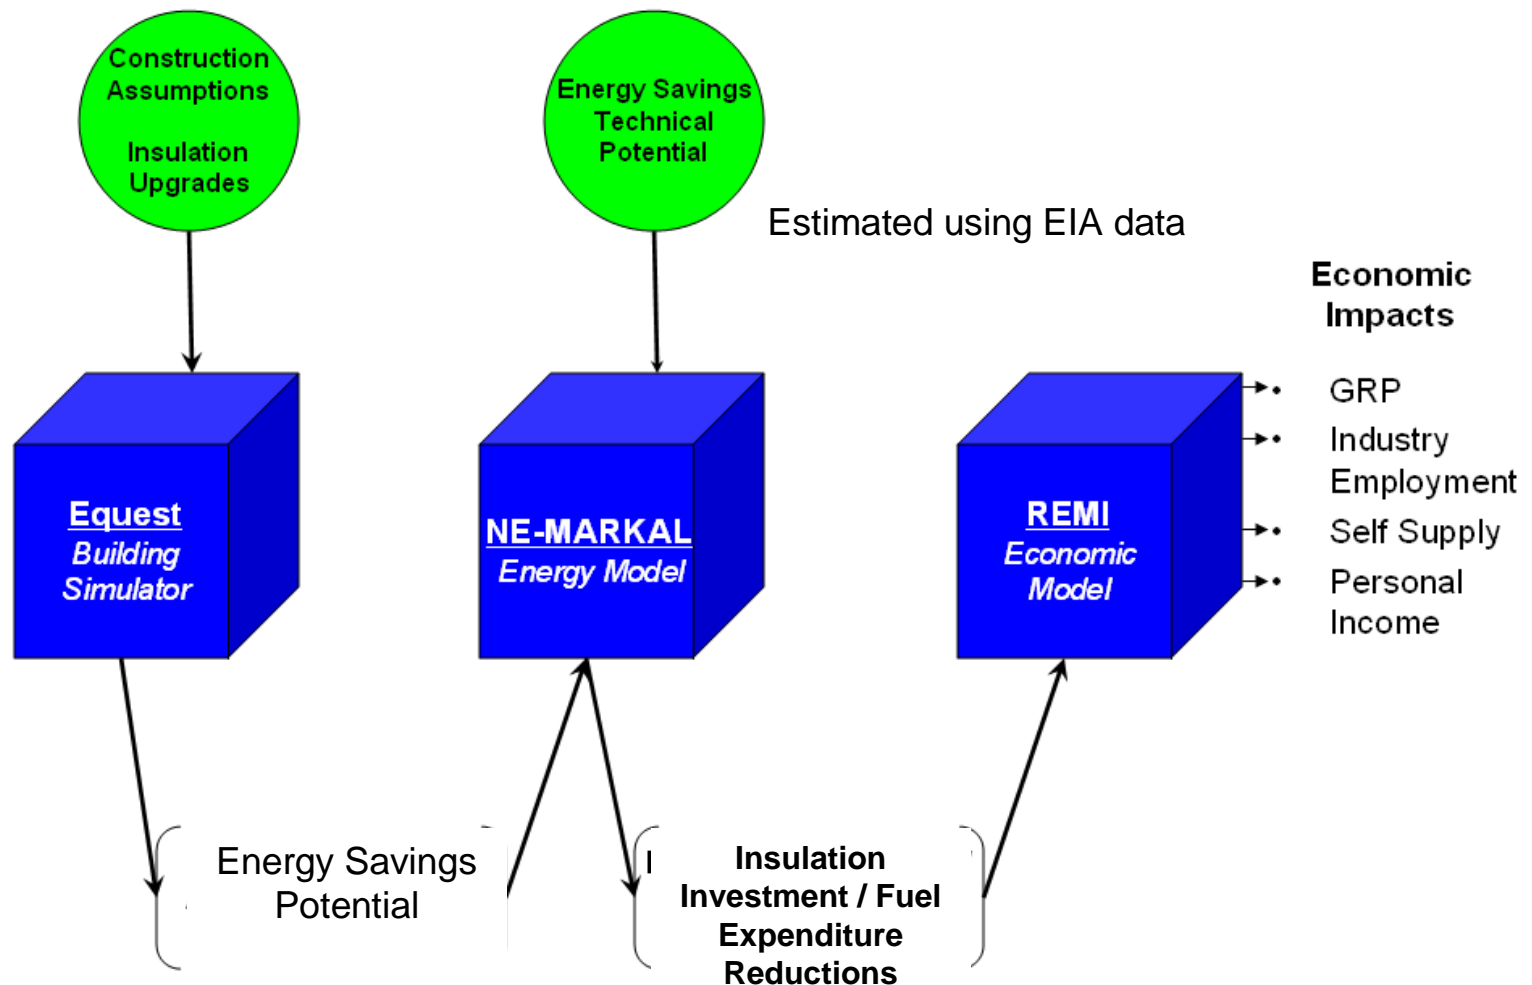 Construction
Assumptions
Insulation
Upgrades
Energy Savings
Technical
Potential
Estimated using EIA data
Economic
Impacts
• GRP
• Industry
Employment
• Self Supply
• Personal
Income
Equest
Building
Simulator
NE-MARKAL
Energy Model
REMI
Economic
Model
Energy Savings
Potential
Insulation
Investment / Fuel
Expenditure
Reductions